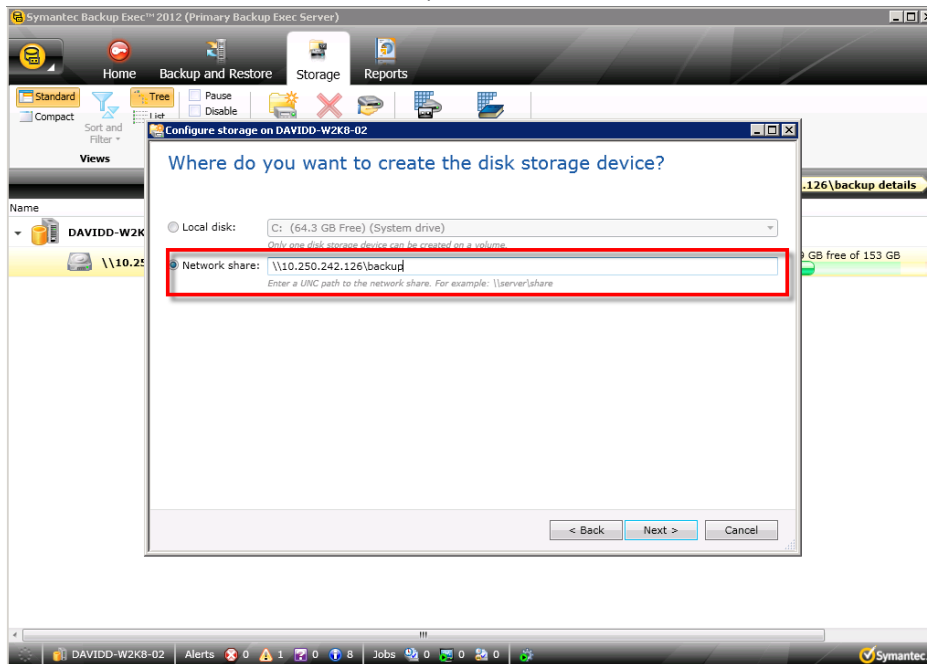 Symantec Backup Exec™ 2012 (Primary Backup Exec Server)
Home Backup and Restore Storage Reports
Standard Tree Pause
Compact List Disable
Sort and
Filter
Views
Configure storage on DAVIDD-W2K8-02
Where do you want to create the disk storage device?
.126\backup details
Name
DAVIDD-W2K
Local disk: C: (64.3 GB Free) (System drive)
Only one disk storage device can be created on a volume.
\\10.25
Network share: \\10.250.242.126\backup
GB free of 153 GB
Enter a UNC path to the network share. For example: \\server\share
< Back Next > Cancel
DAVIDD-W2K8-02 Alerts 0 1 0 8 Jobs 0 0 0 Symantec